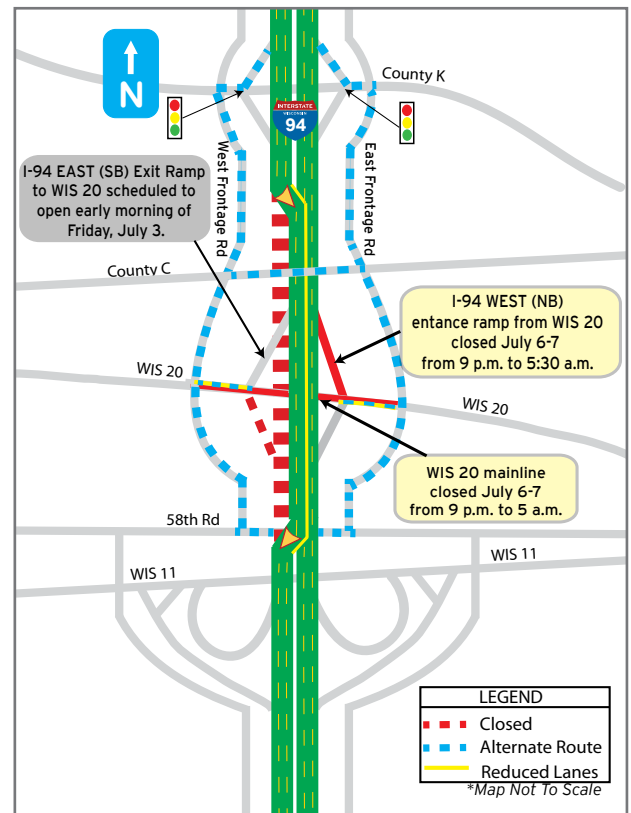 N
County K
INTERSTATE
WISCONSIN
94
West Frontage Rd
East Frontage Rd
I-94 EAST (SB) Exit Ramp
to WIS 20 scheduled to
open early morning of
Friday, July 3.
County C
I-94 WEST (NB)
entrance ramp from WIS 20
closed July 6-7
from 9 p.m. to 5:30 a.m.
WIS 20
WIS 20
WIS 20 mainline
closed July 6-7
from 9 p.m. to 5 a.m.
58th Rd
WIS 11
WIS 11
LEGEND
Closed
Alternate Route
Reduced Lanes
*Map Not To Scale